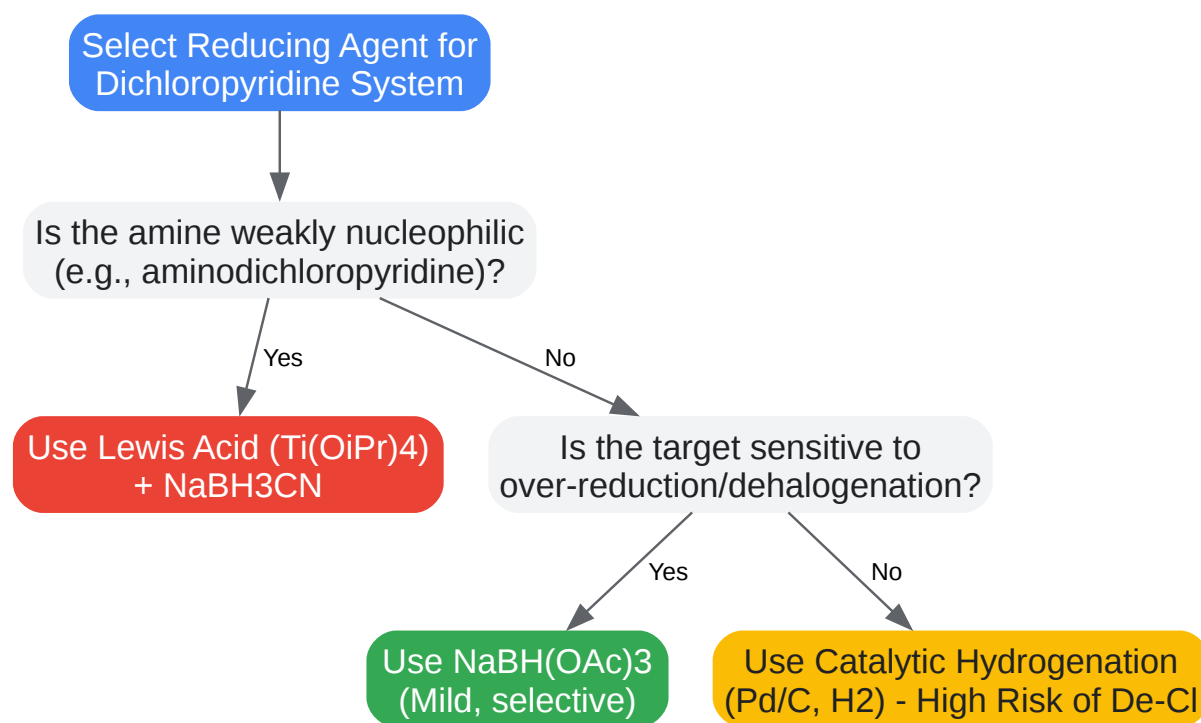 Select Reducing Agent for
Dichloropyridine System
Is the amine weakly nucleophilic
(e.g., aminodichloropyridine)?
Yes
No
Use Lewis Acid (Ti(OiPr)4)
+ NaBH3CN
Is the target sensitive to
over-reduction/dehalogenation?
Yes
No
Use NaBH(OAc)3
(Mild, selective)
Use Catalytic Hydrogenation
(Pd/C, H2) - High Risk of De-Cl